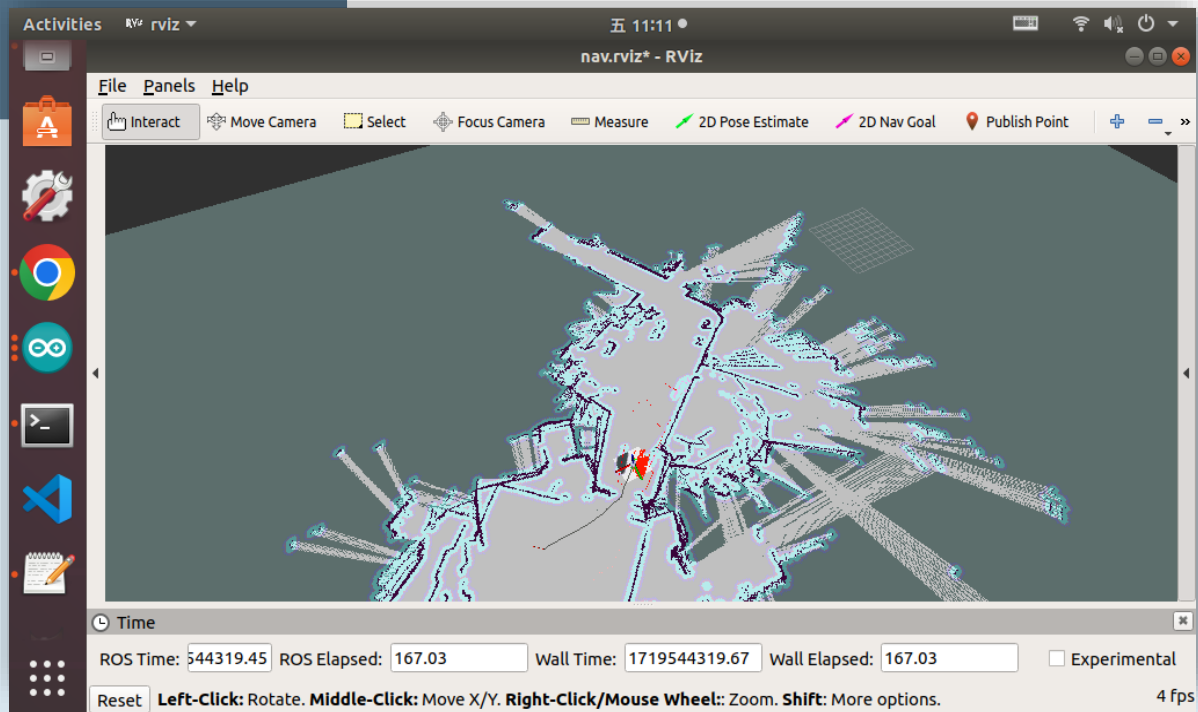 Activities RViz rviz 五 11:11
nav.rviz* - RViz
File Panels Help
Interact Move Camera Select Focus Camera Measure 2D Pose Estimate 2D Nav Goal Publish Point »
Time
ROS Time: 544319.45 ROS Elapsed: 167.03 Wall Time: 1719544319.67 Wall Elapsed: 167.03 Experimental
Reset Left-Click: Rotate. Middle-Click: Move X/Y. Right-Click/Mouse Wheel:: Zoom. Shift: More options. 4 fps